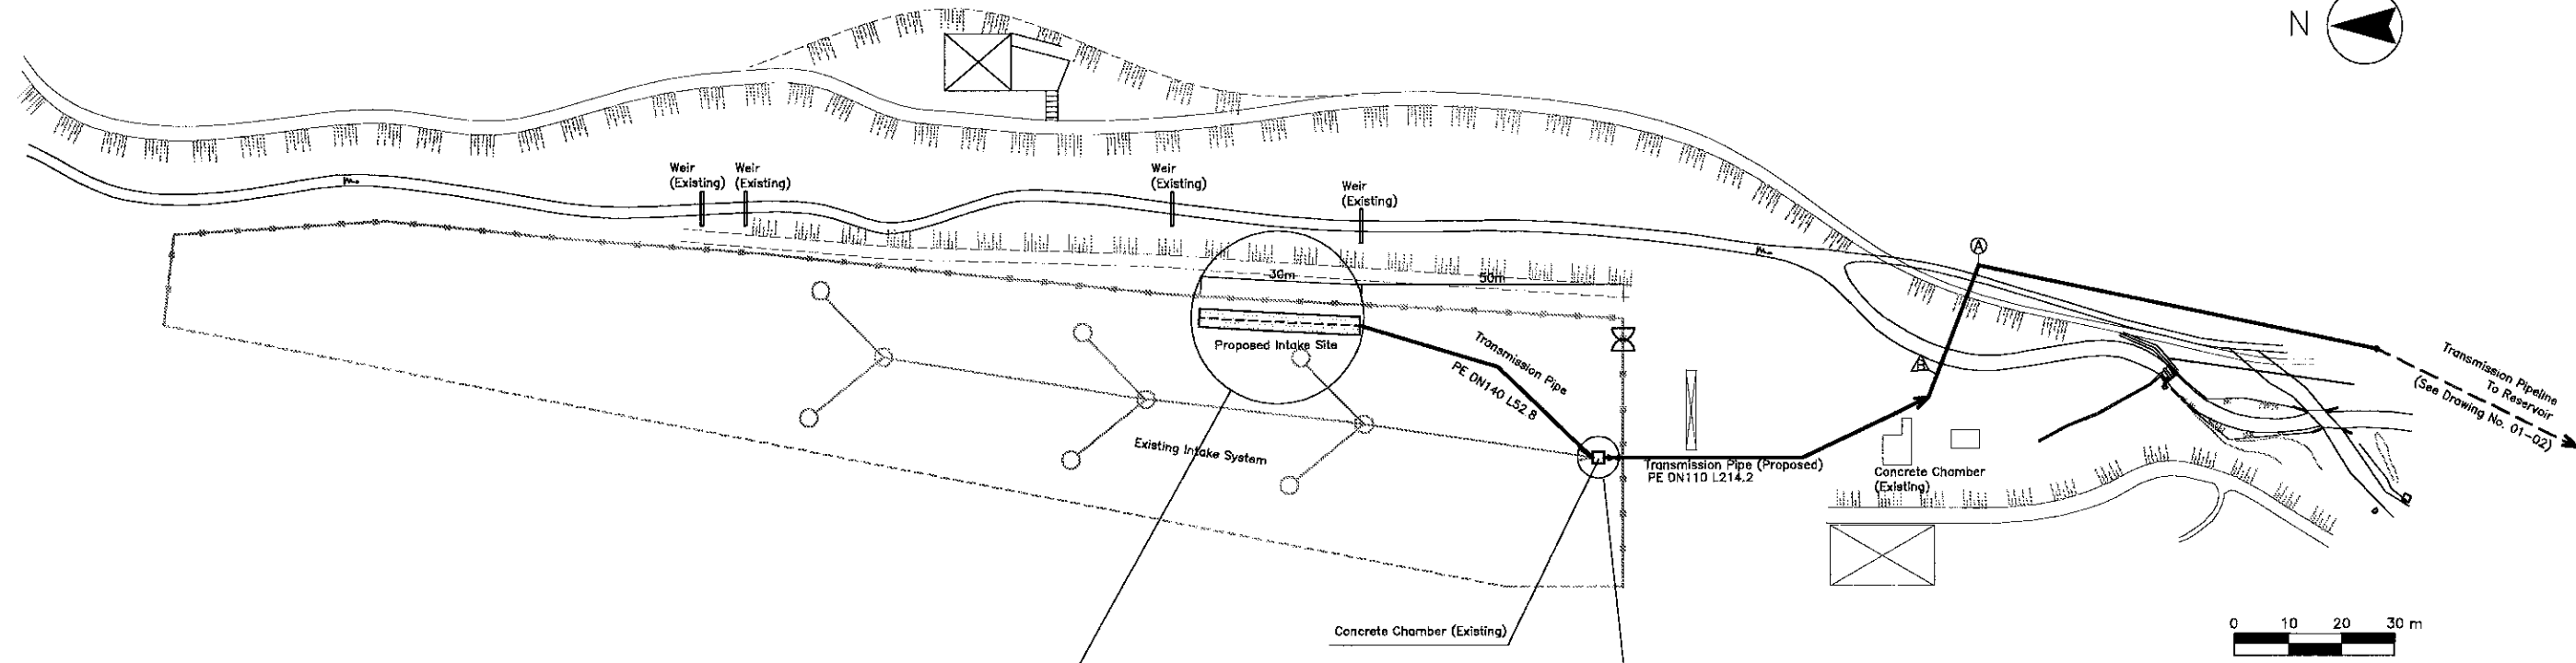 N
Weir
(Existing)
Weir
(Existing)
Weir
(Existing)
Weir
(Existing)
A
30m
50m
Proposed Intake Site
Transmission Pipe
PE DN140 L52.8
Existing Intake System
Transmission Pipe (Proposed)
PE DN110 L214.2
Concrete Chamber
(Existing)
Transmission Pipeline
To Reservoir
(See Drawing No. 01-02)
Concrete Chamber (Existing)
0 10 20 30 m